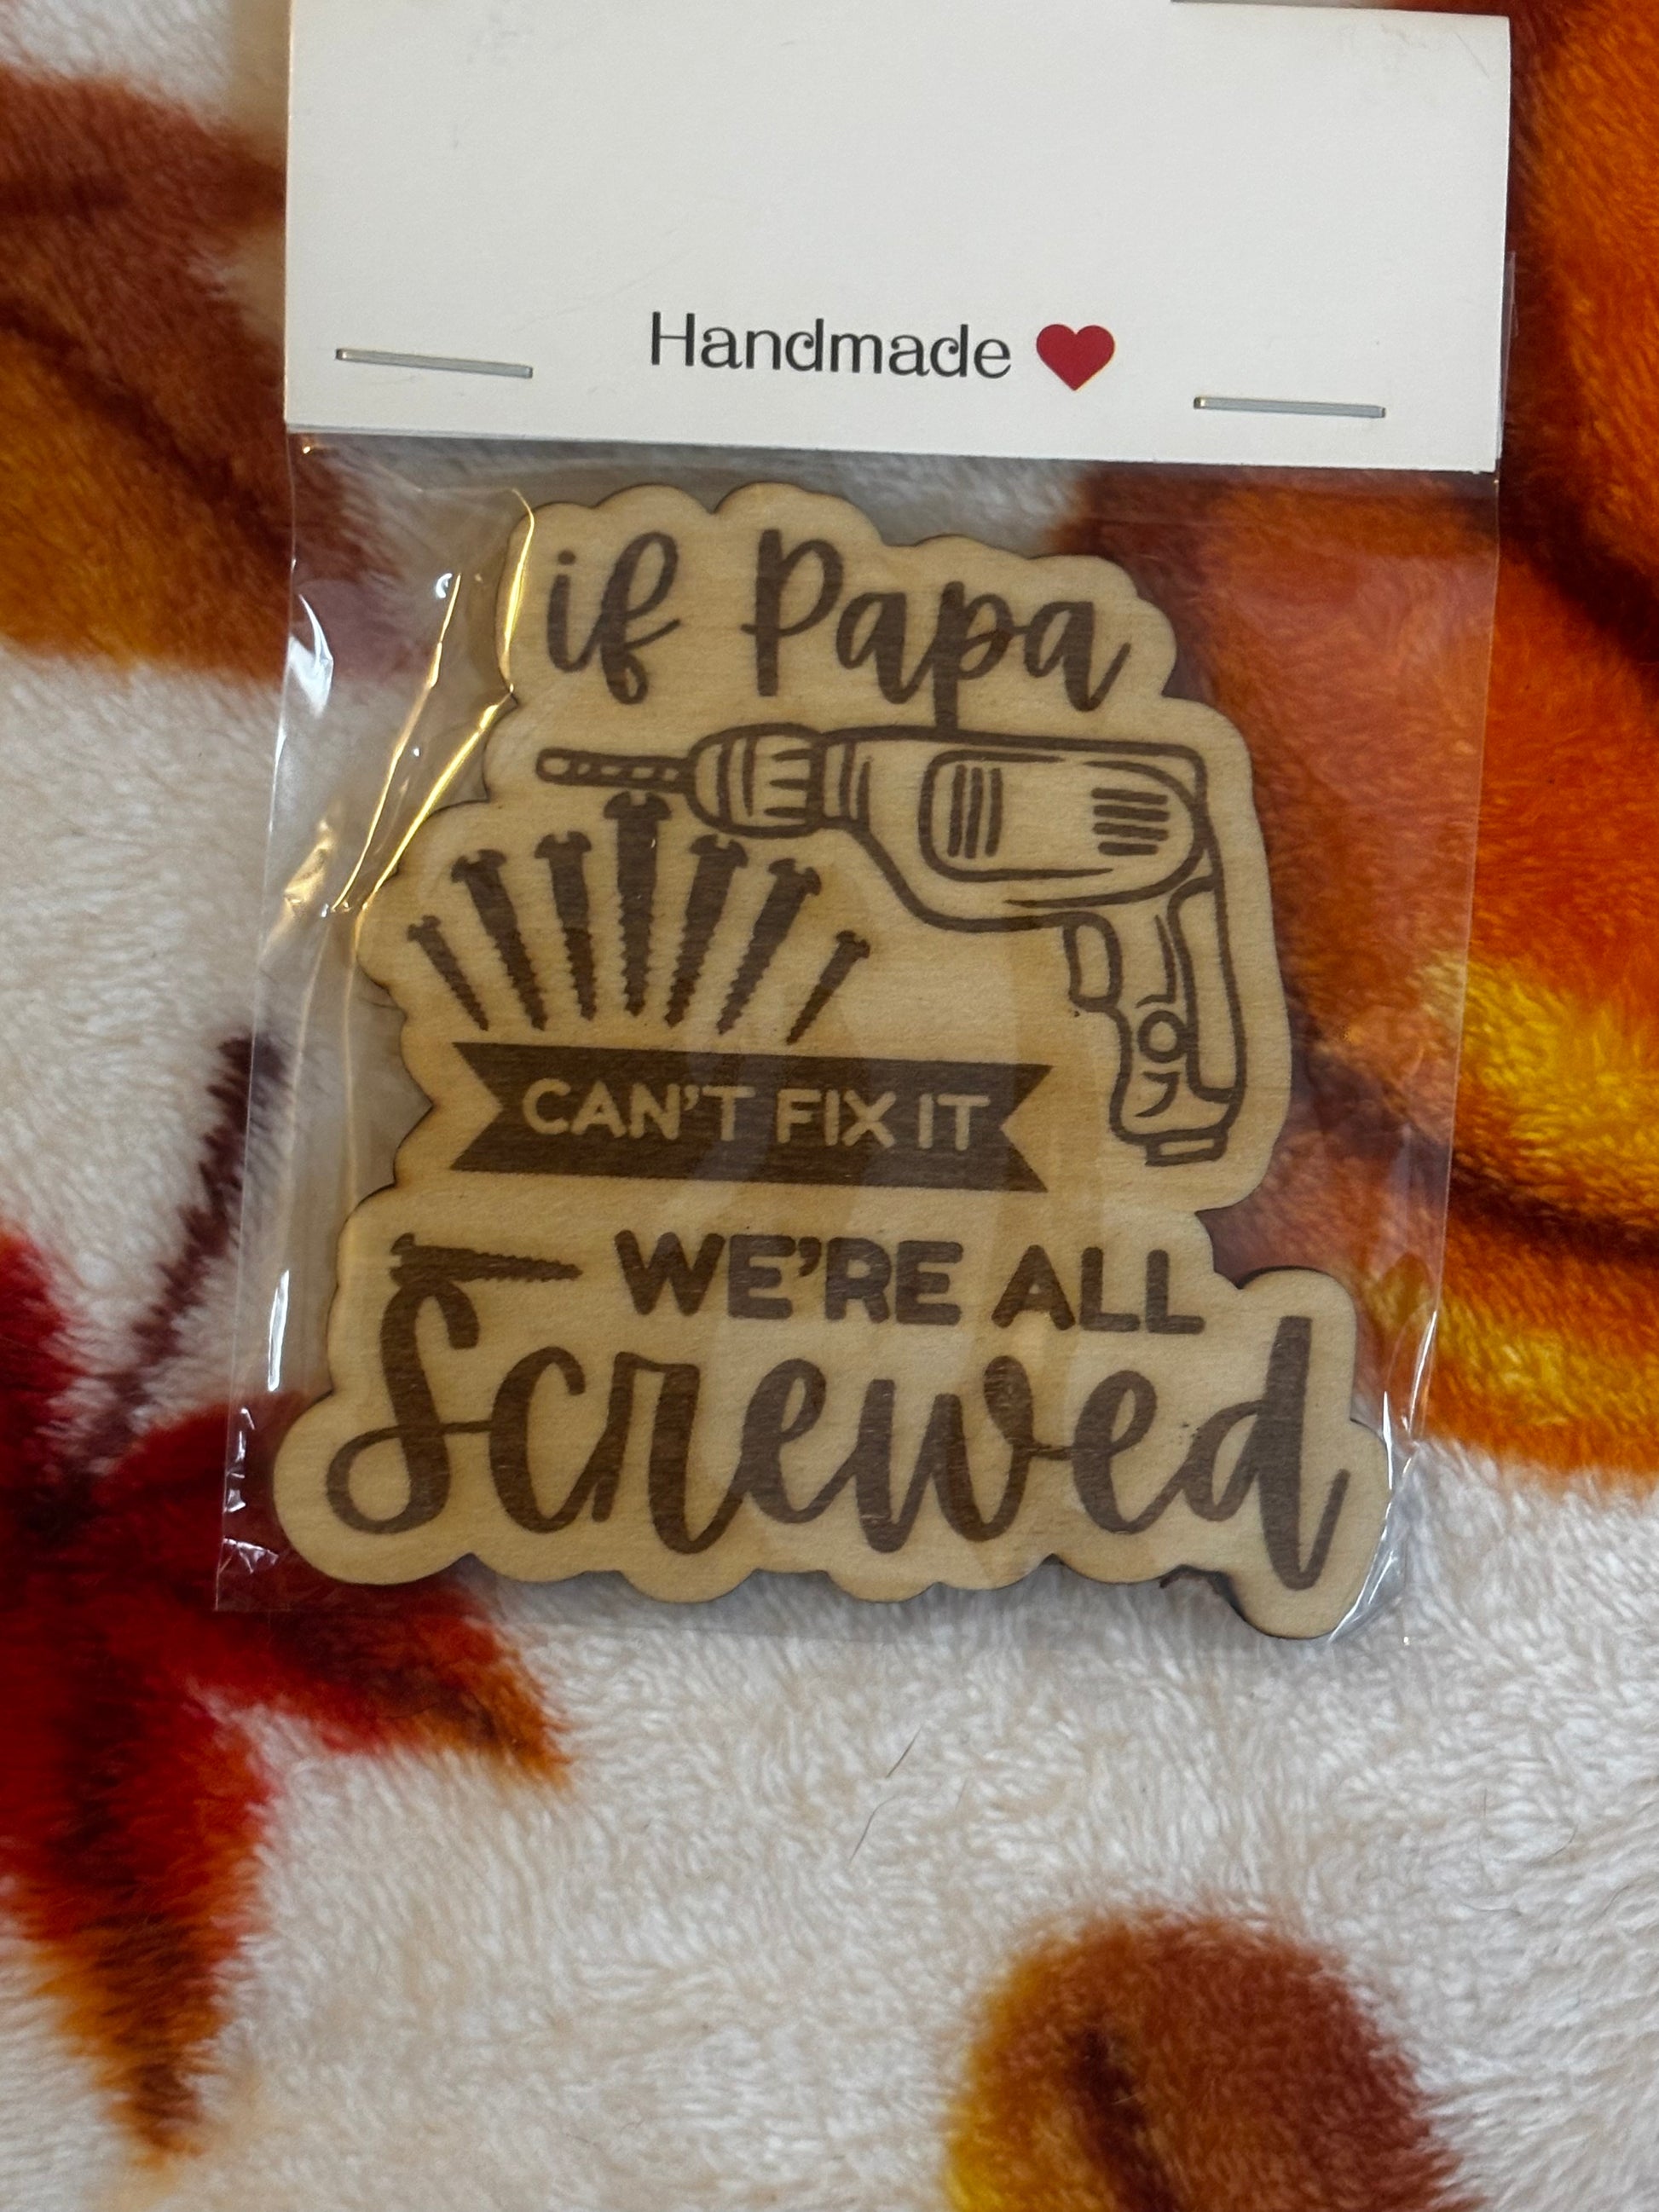 Handmade ❤
if Papa
CAN'T FIX IT
WE'RE ALL
Screwed